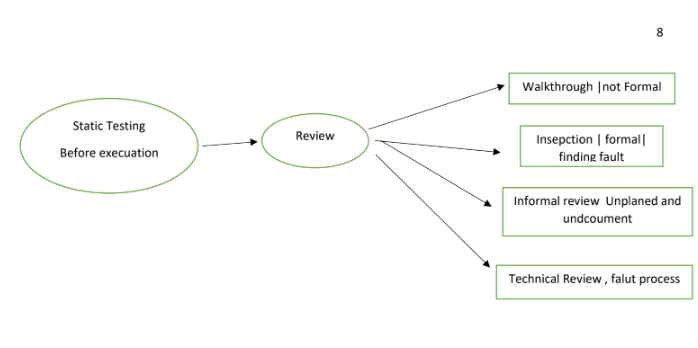 8
Static Testing
Before execuation
Review
Walkthrough |not Formal
Insepction | formal|
finding fault
Informal review  Unplaned and
undcoument
Technical Review , falut process